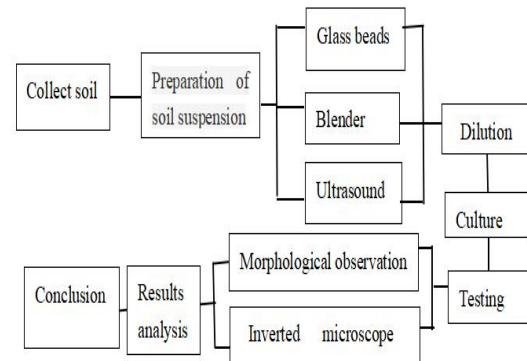 Collect soil
Preparation of
soil suspension
Glass beads
Blender
Ultrasound
Dilution
Culture
Testing
Morphological observation
Inverted microscope
Results
analysis
Conclusion